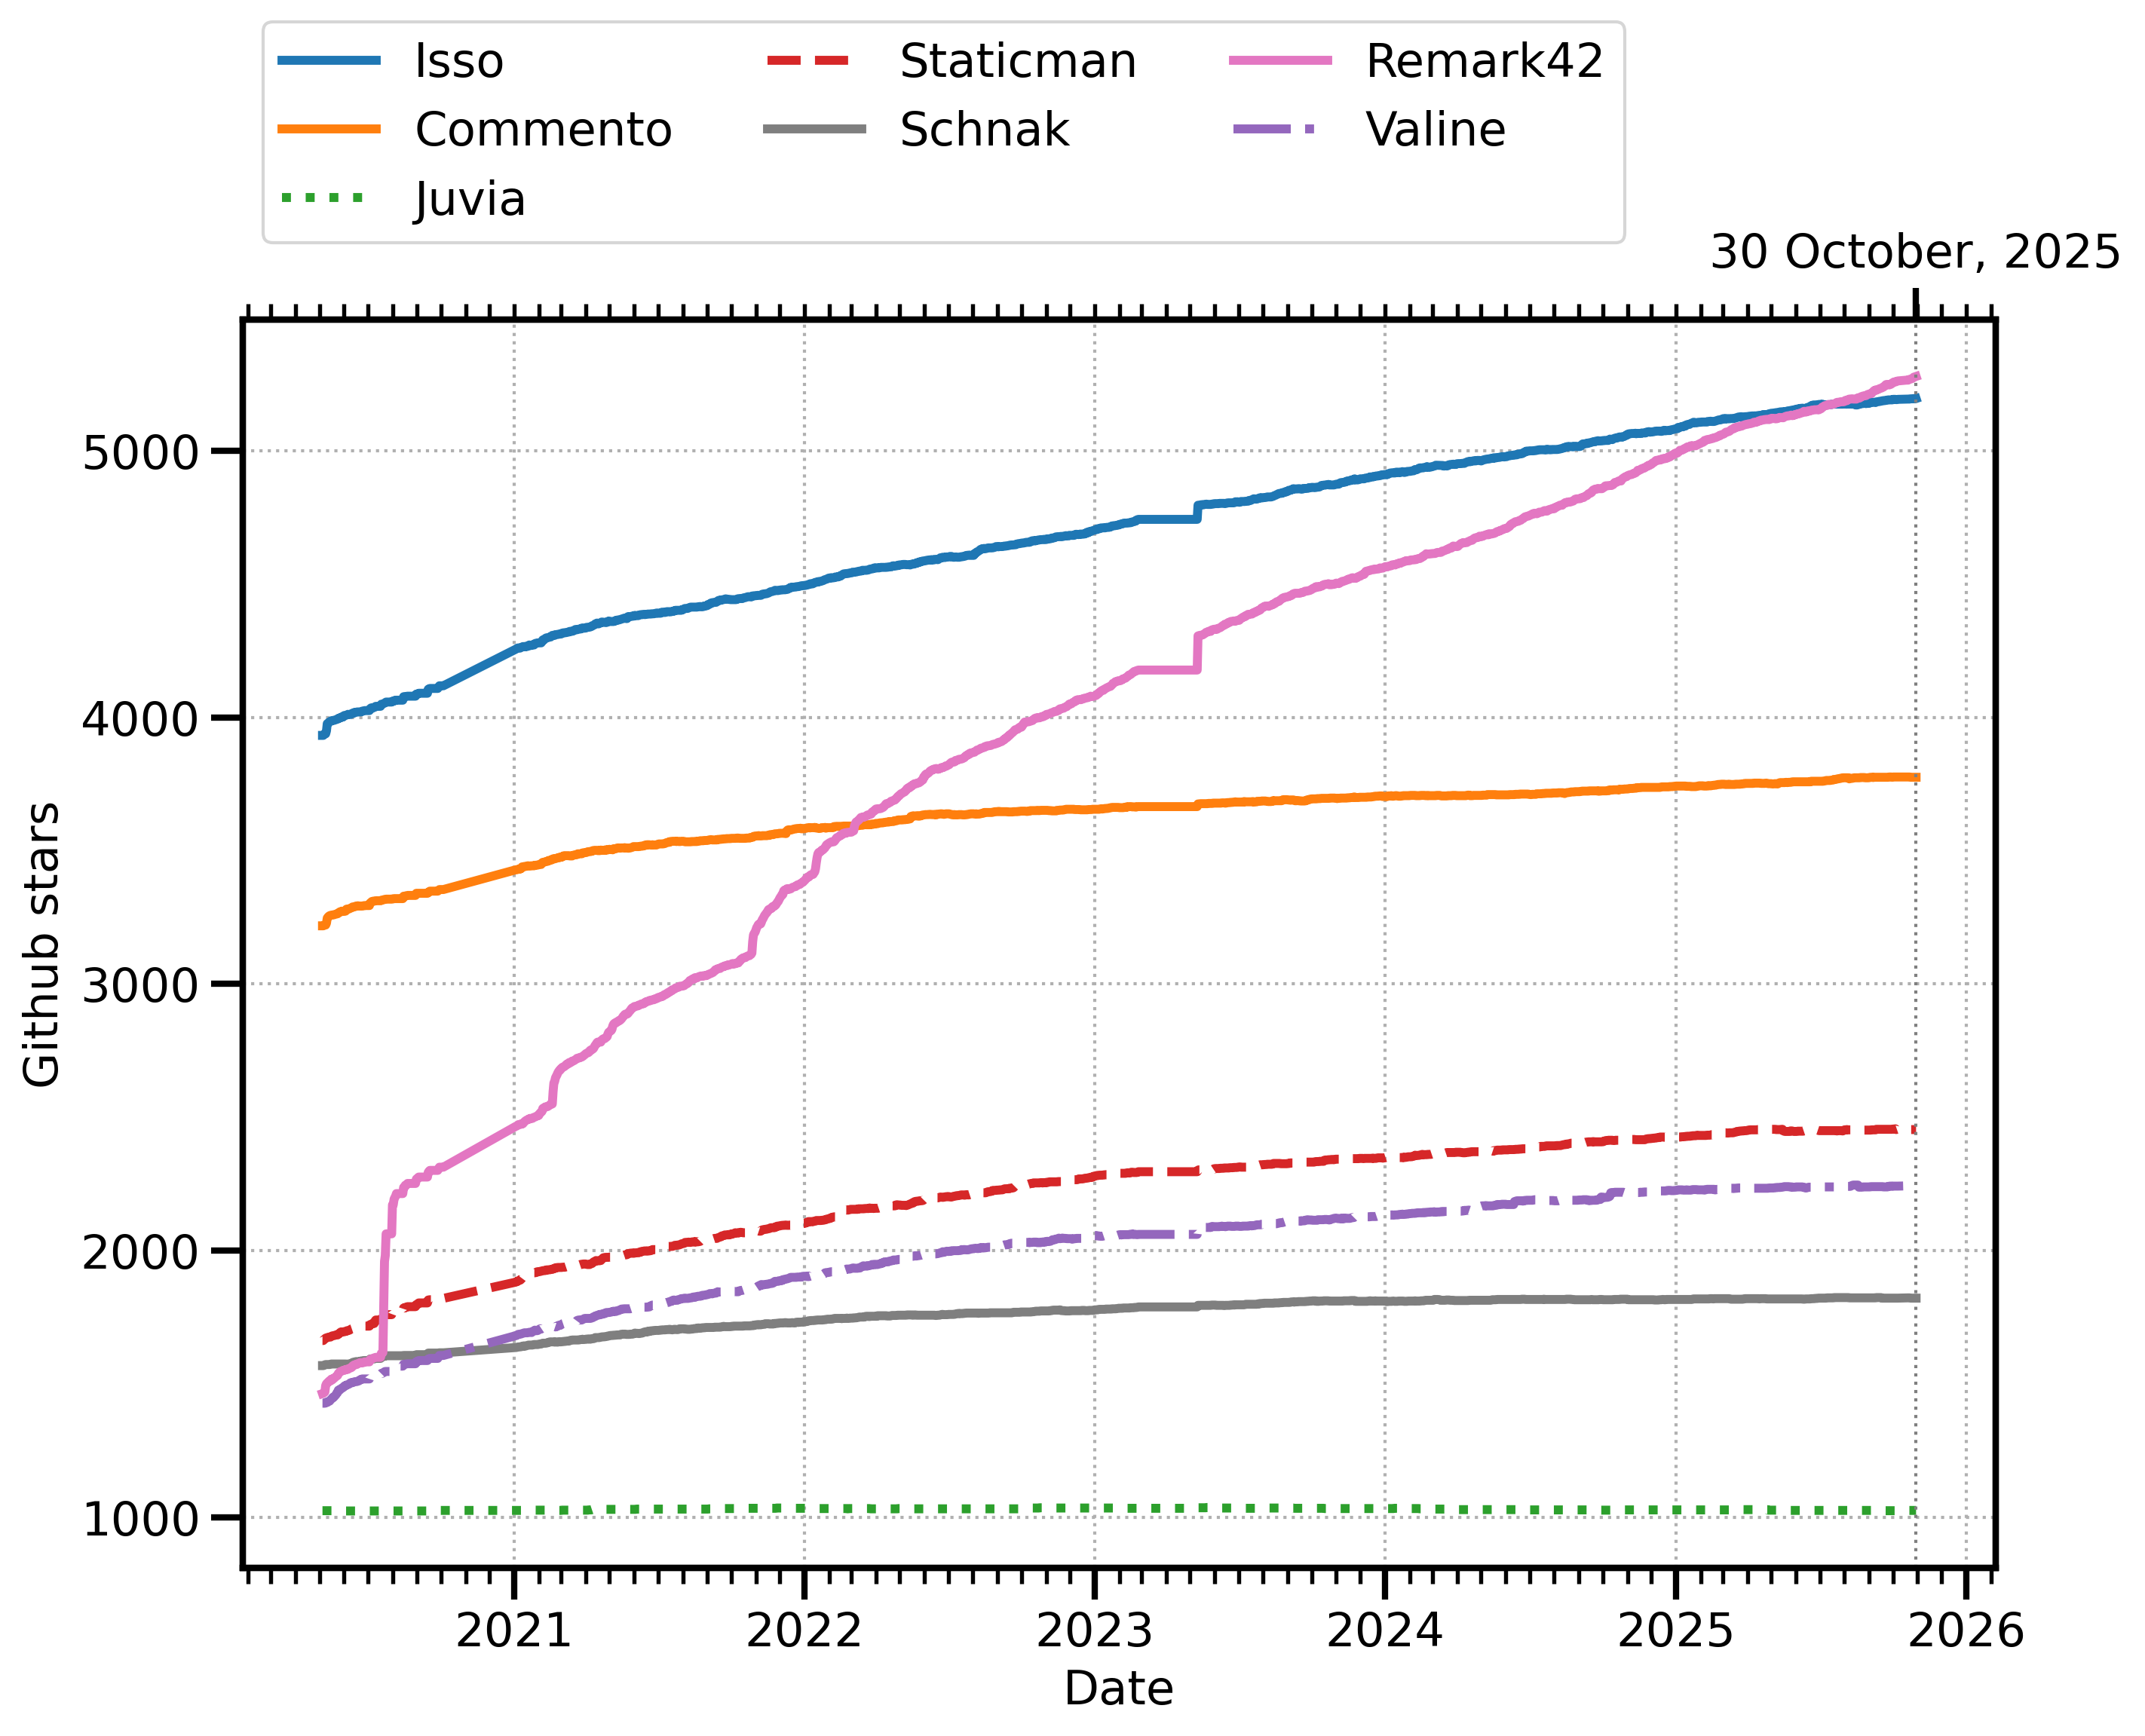 Isso Staticman Remark42
Commento Schnak Valine
Juvia
30 October, 2025
5000
4000
3000
2000
1000
Github stars
2021 2022 2023 2024 2025 2026
Date